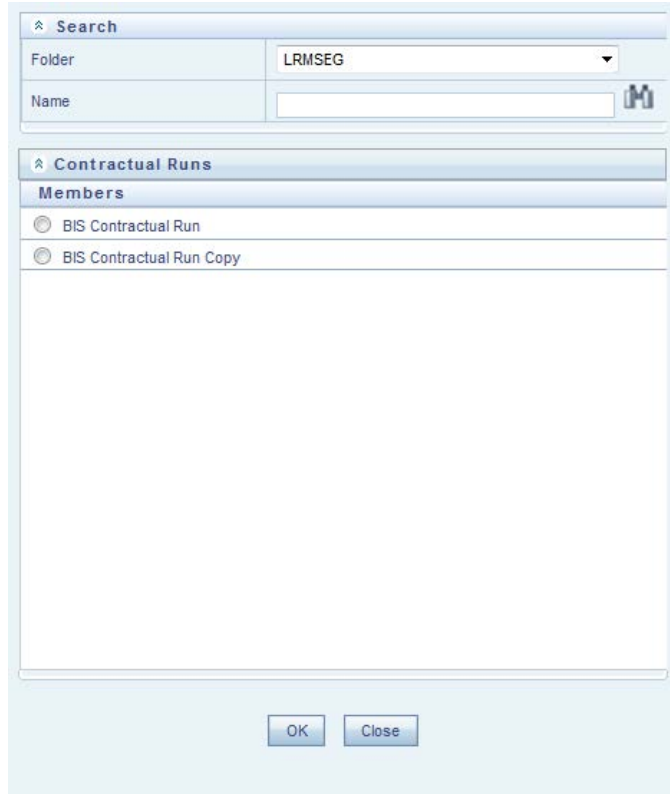 Search
Folder LRMSEG
Name
Contractual Runs
Members
BIS Contractual Run
BIS Contractual Run Copy
OK Close